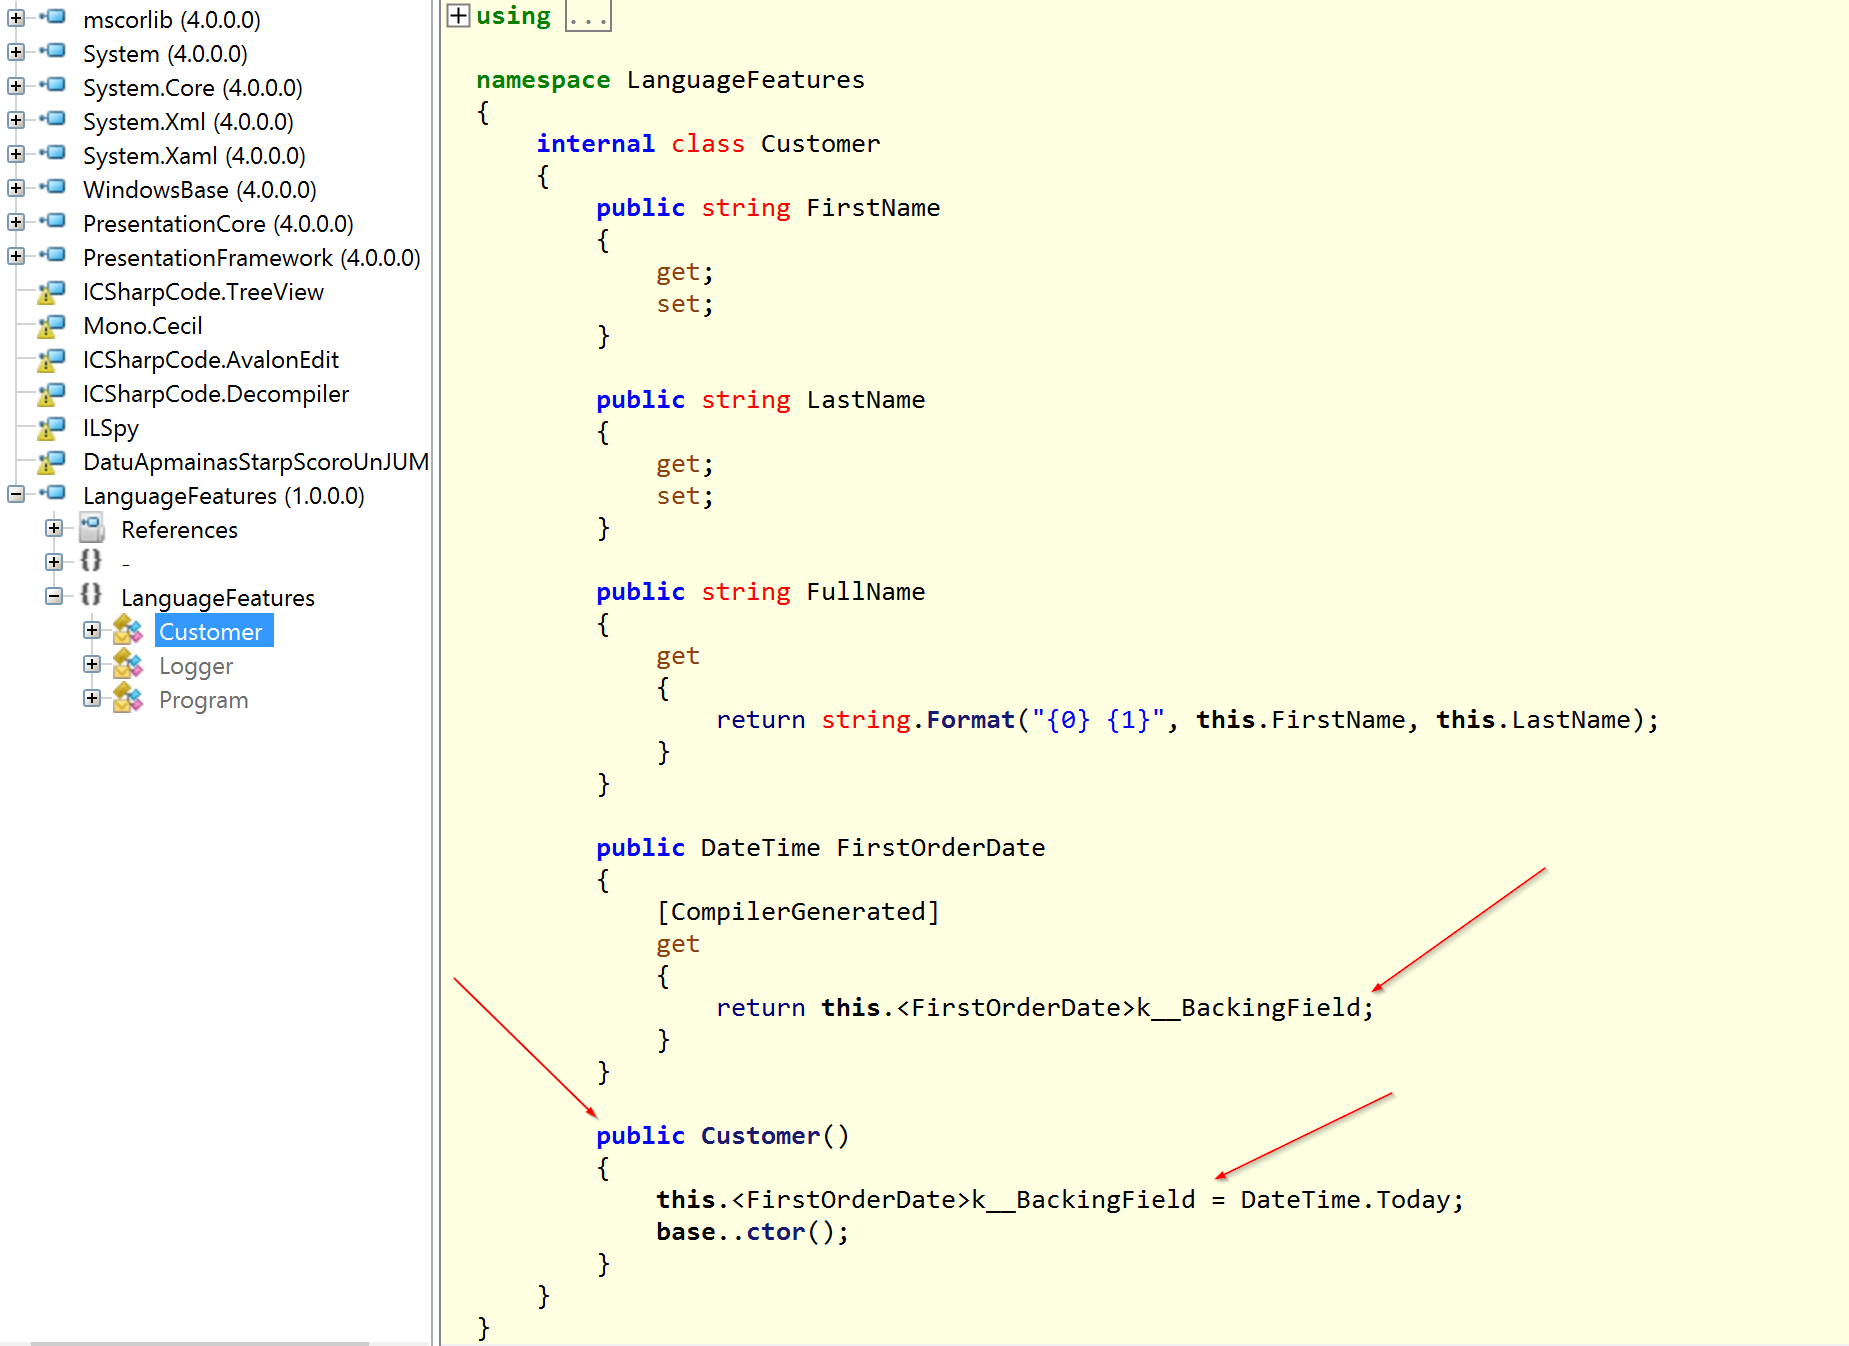 mscorlib (4.0.0.0)
System (4.0.0.0)
System.Core (4.0.0.0)
System.Xml (4.0.0.0)
System.Xaml (4.0.0.0)
WindowsBase (4.0.0.0)
PresentationCore (4.0.0.0)
PresentationFramework (4.0.0.0)
ICSharpCode.TreeView
Mono.Cecil
ICSharpCode.AvalonEdit
ICSharpCode.Decompiler
ILSpy
DatuApmainasStarpScoroUnJUM
LanguageFeatures (1.0.0.0)
References
{} -
{} LanguageFeatures
Customer
Logger
Program
using ...
namespace LanguageFeatures
{
internal class Customer
{
public string FirstName
{
get;
set;
}
public string LastName
{
get;
set;
}
public string FullName
{
get
{
return string.Format("{0} {1}", this.FirstName, this.LastName);
}
}
public DateTime FirstOrderDate
{
[CompilerGenerated]
get
{
return this.<FirstOrderDate>k__BackingField;
}
}
public Customer()
{
this.<FirstOrderDate>k__BackingField = DateTime.Today;
base..ctor();
}
}
}